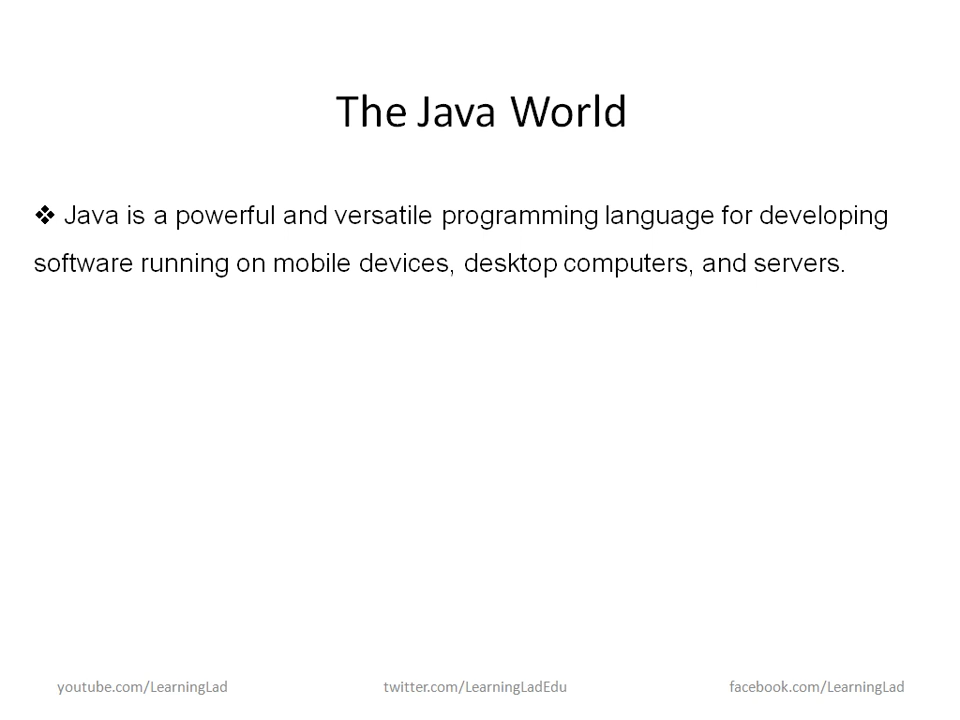 The Java World
❖ Java is a powerful and versatile programming language for developing
software running on mobile devices, desktop computers, and servers.
youtube.com/LearningLad twitter.com/LearningLadEdu facebook.com/LearningLad